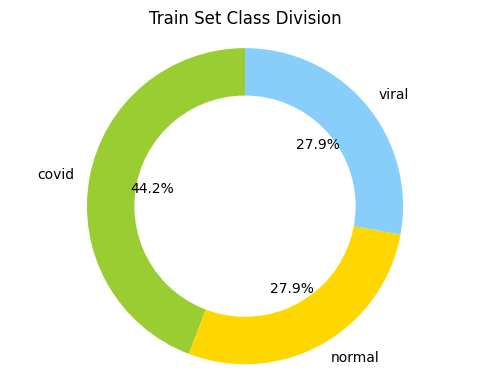 Train Set Class Division
viral
27.9%
covid
44.2%
27.9%
normal